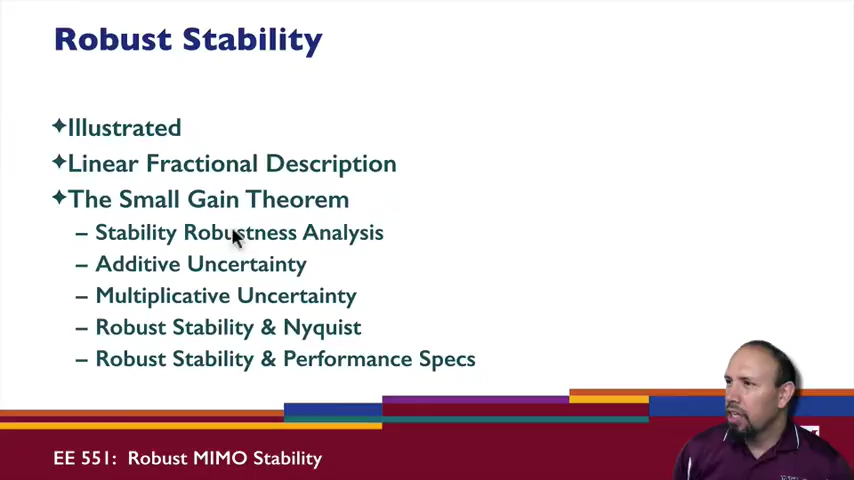 Robust Stability
✦Illustrated
✦Linear Fractional Description
✦The Small Gain Theorem
– Stability Robustness Analysis
– Additive Uncertainty
– Multiplicative Uncertainty
– Robust Stability & Nyquist
– Robust Stability & Performance Specs
EE 551: Robust MIMO Stability